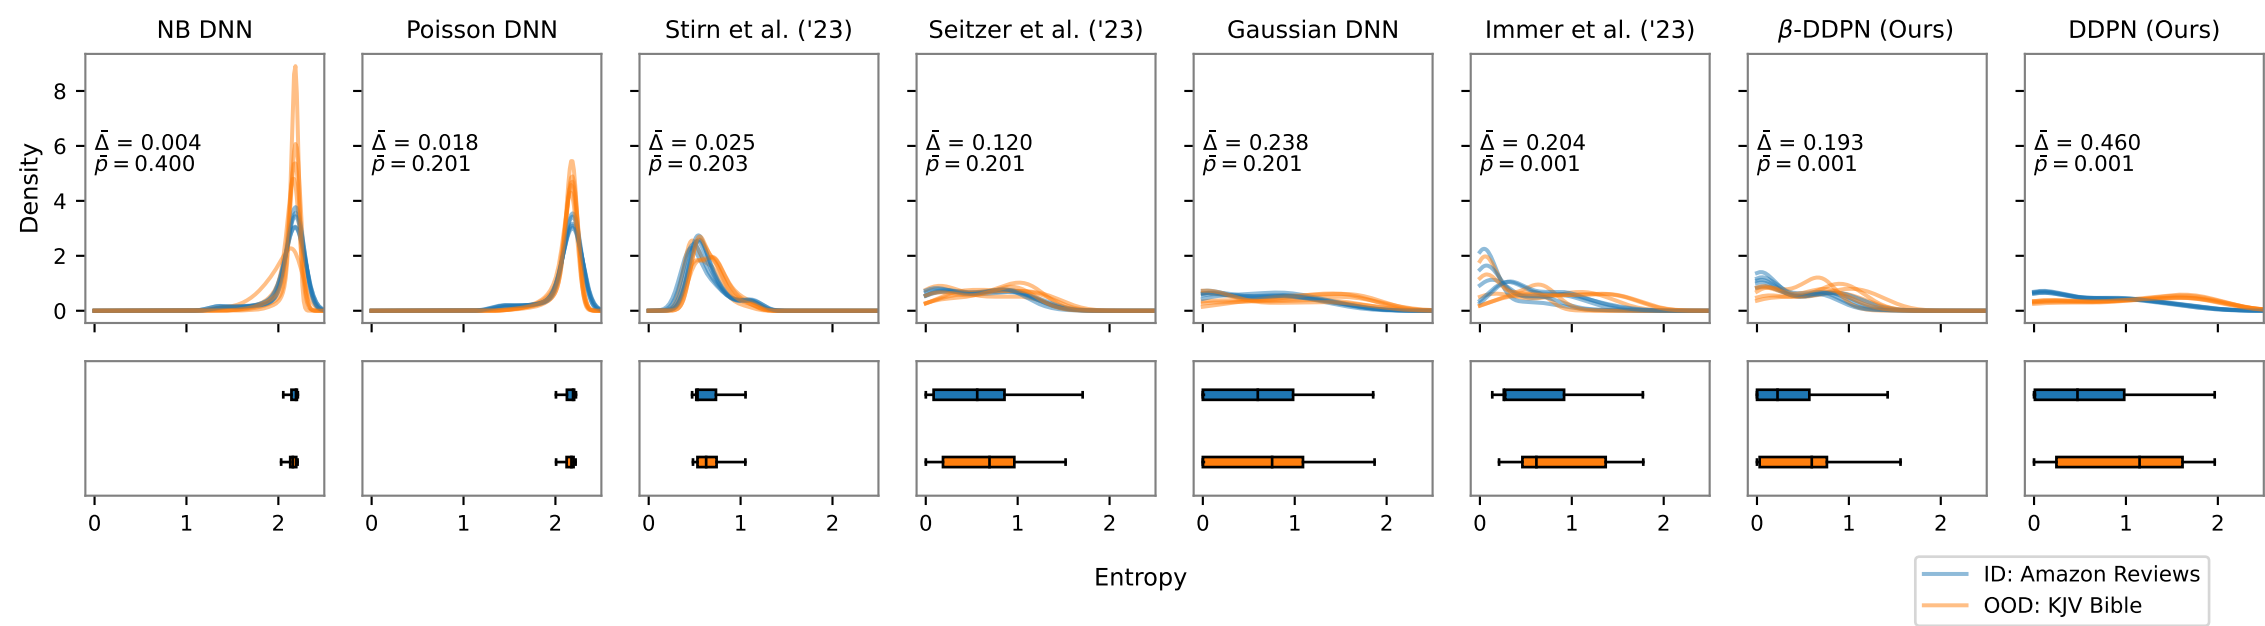 NB DNN
Poisson DNN
Stirn et al. ('23)
Seitzer et al. ('23)
Gaussian DNN
Immer et al. ('23)
β-DDPN (Ours)
DDPN (Ours)
Density
8
6
4
2
0
Δ̄ = 0.004
p̄ = 0.400
Δ̄ = 0.018
p̄ = 0.201
Δ̄ = 0.025
p̄ = 0.203
Δ̄ = 0.120
p̄ = 0.201
Δ̄ = 0.238
p̄ = 0.201
Δ̄ = 0.204
p̄ = 0.001
Δ̄ = 0.193
p̄ = 0.001
Δ̄ = 0.460
p̄ = 0.001
0 1 2
0 1 2
0 1 2
0 1 2
0 1 2
0 1 2
0 1 2
0 1 2
Entropy
ID: Amazon Reviews
OOD: KJV Bible